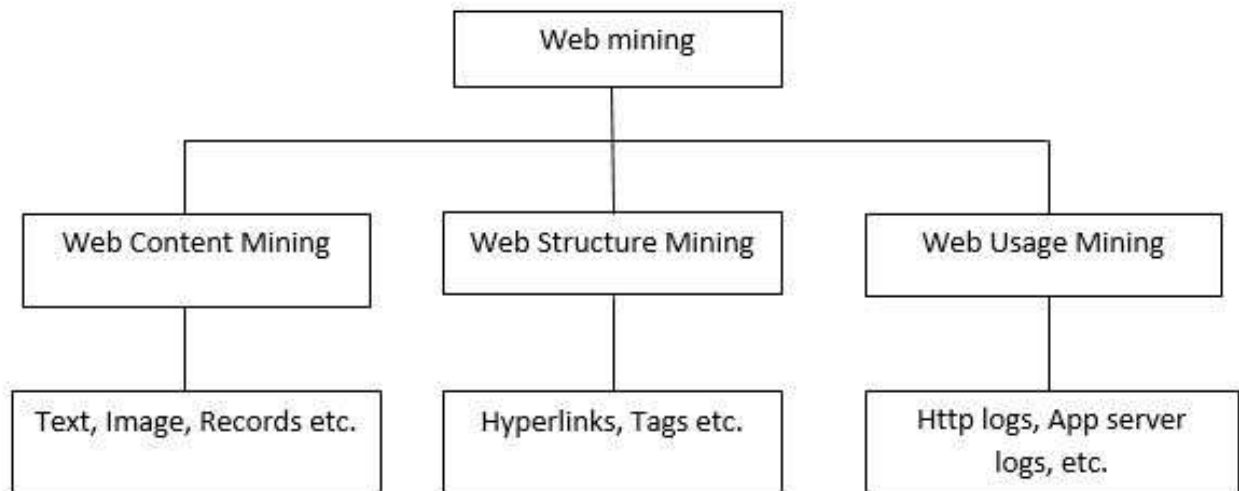 Web mining
Web Content Mining
Web Structure Mining
Web Usage Mining
Text, Image, Records etc.
Hyperlinks, Tags etc.
Http logs, App server
logs, etc.